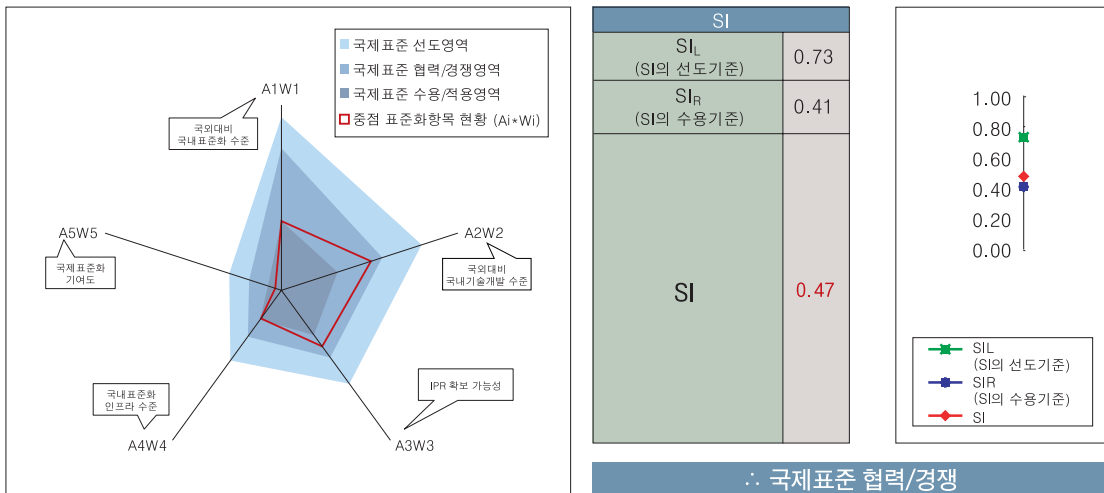 국제표준 선도영역
국제표준 협력/경쟁영역
국제표준 수용/적용영역
중점 표준화항목 현황 (Ai*Wi)
A1W1
국외대비
국내표준화 수준
A5W5
국제표준화
기여도
A2W2
국외대비
국내기술개발 수준
국내표준화
인프라 수준
A4W4
IPR 확보 가능성
A3W3
SI
SIL
(SI의 선도기준)
0.73
SIR
(SI의 수용기준)
0.41
SI
0.47
1.00
0.80
0.60
0.40
0.20
0.00
SIL
(SI의 선도기준)
SIR
(SI의 수용기준)
SI
∴ 국제표준 협력/경쟁